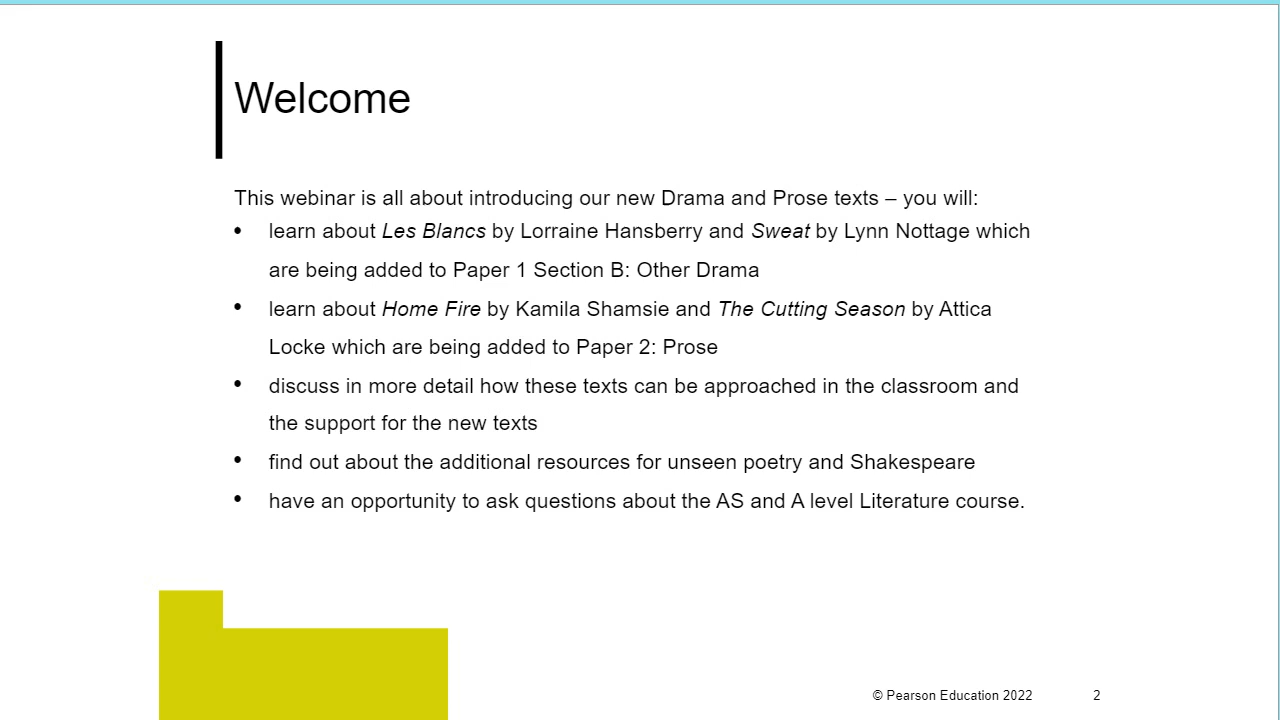 Welcome
This webinar is all about introducing our new Drama and Prose texts – you will:
• learn about Les Blancs by Lorraine Hansberry and Sweat by Lynn Nottage which
are being added to Paper 1 Section B: Other Drama
• learn about Home Fire by Kamila Shamsie and The Cutting Season by Attica
Locke which are being added to Paper 2: Prose
• discuss in more detail how these texts can be approached in the classroom and
the support for the new texts
• find out about the additional resources for unseen poetry and Shakespeare
• have an opportunity to ask questions about the AS and A level Literature course.
© Pearson Education 2022 2